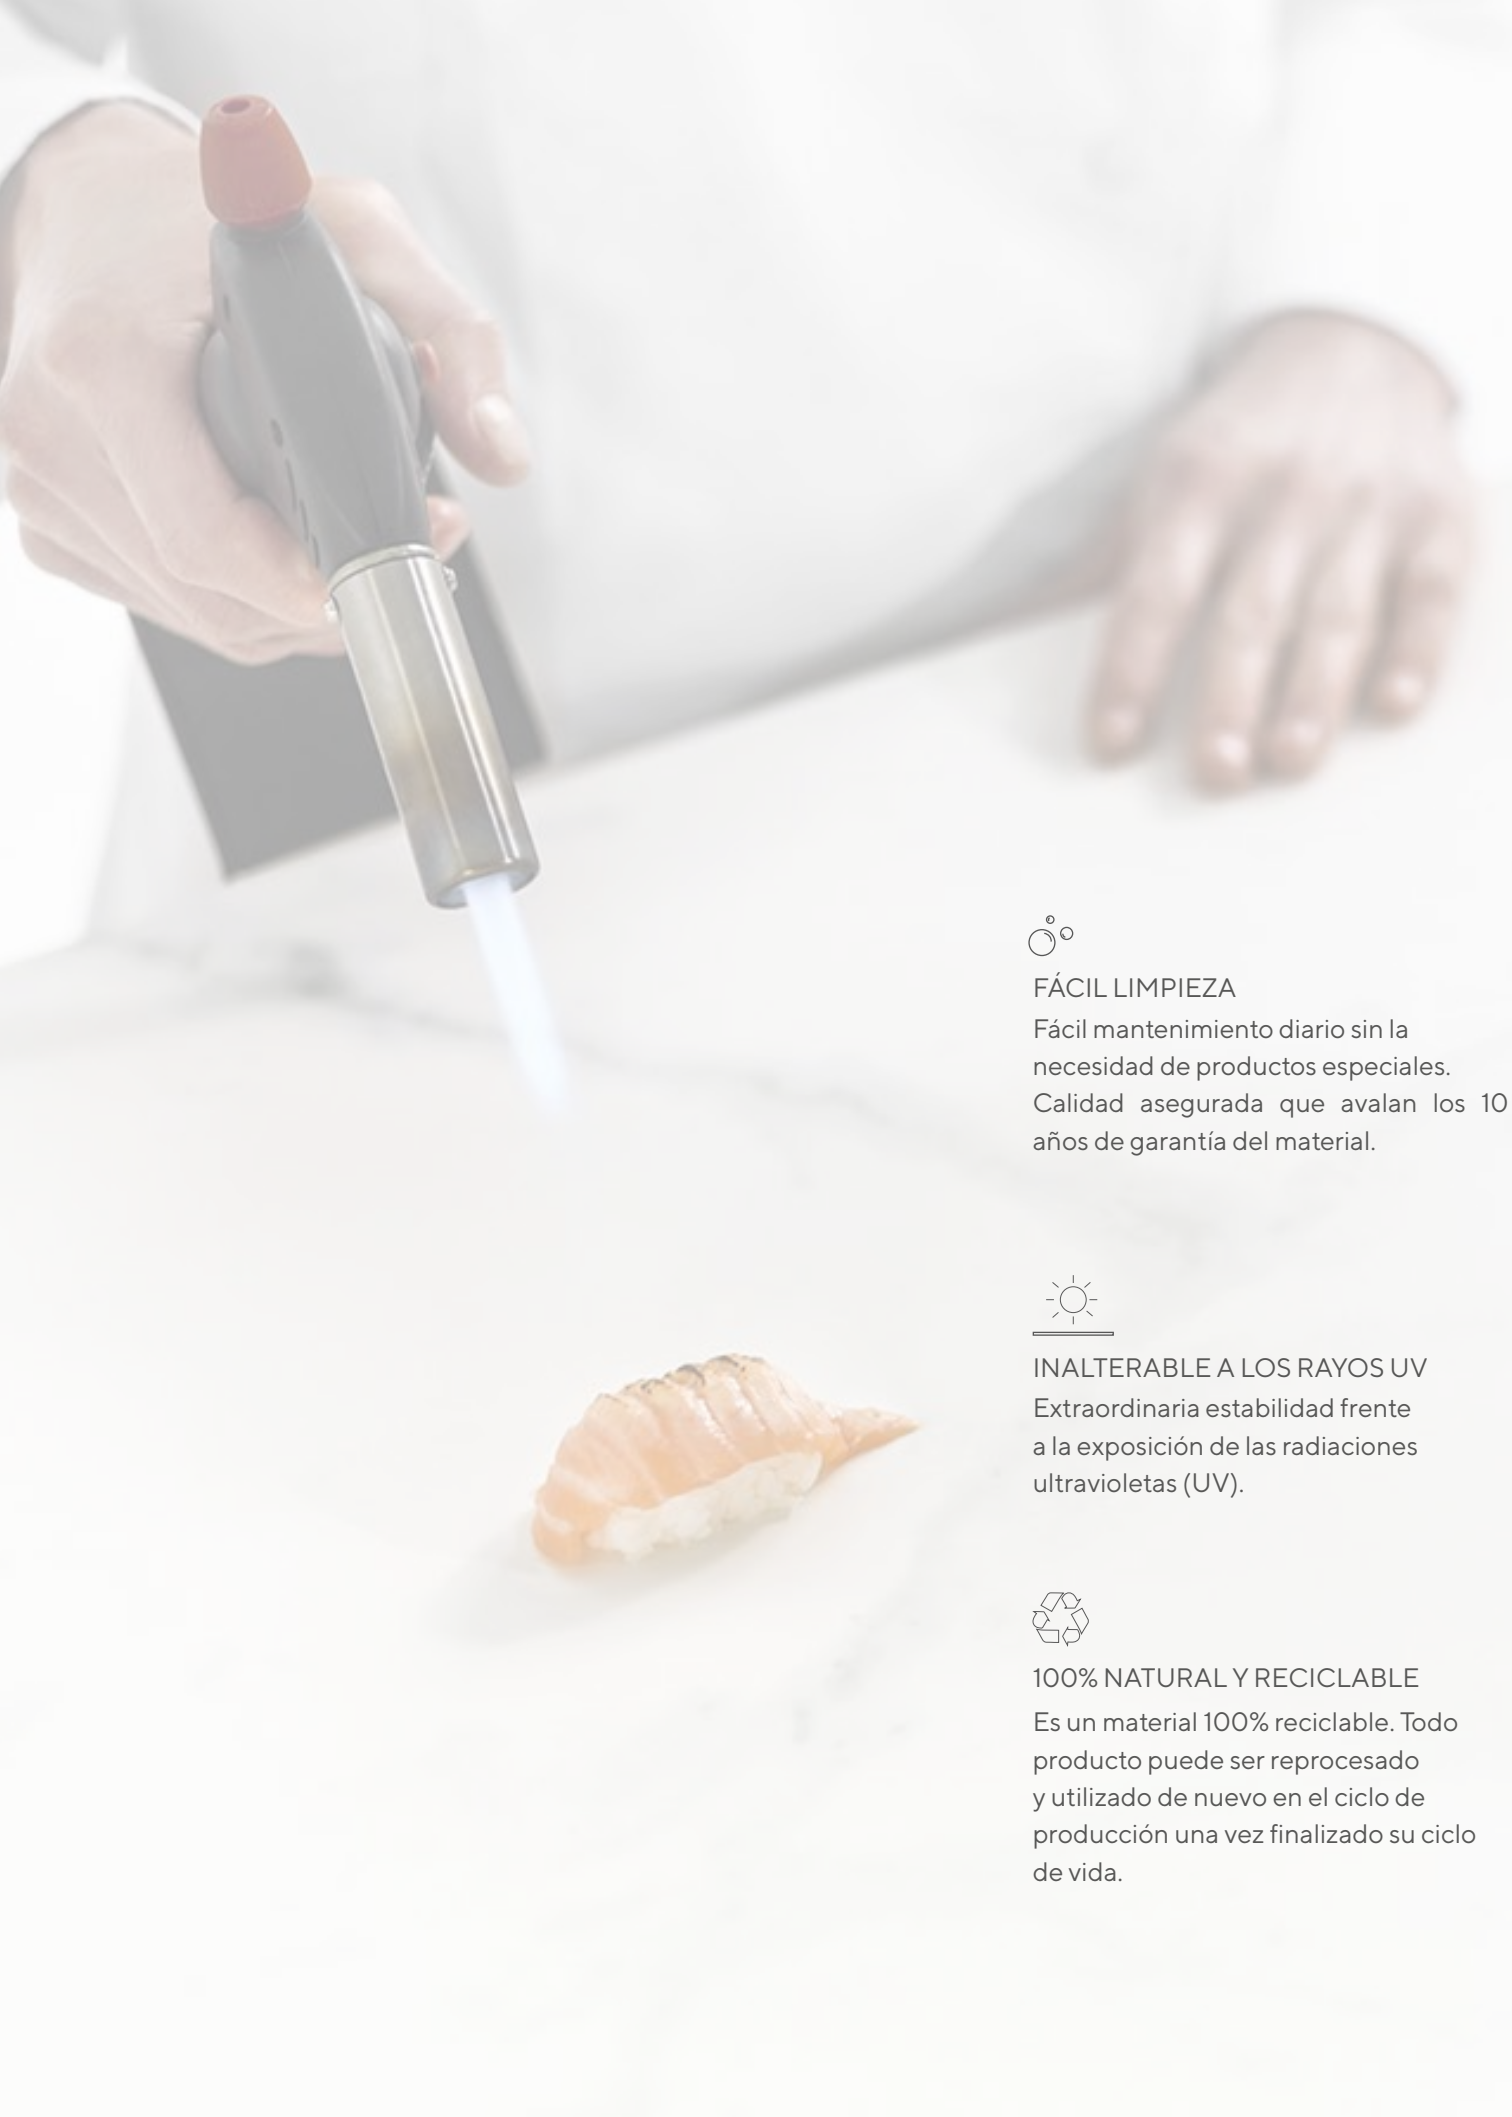 FÁCIL LIMPIEZA
Fácil mantenimiento diario sin la
necesidad de productos especiales.
Calidad asegurada que avalan los 10
años de garantía del material.
INALTERABLE A LOS RAYOS UV
Extraordinaria estabilidad frente
a la exposición de las radiaciones
ultravioletas (UV).
100% NATURAL Y RECICLABLE
Es un material 100% reciclable. Todo
producto puede ser reprocesado
y utilizado de nuevo en el ciclo de
producción una vez finalizado su ciclo
de vida.